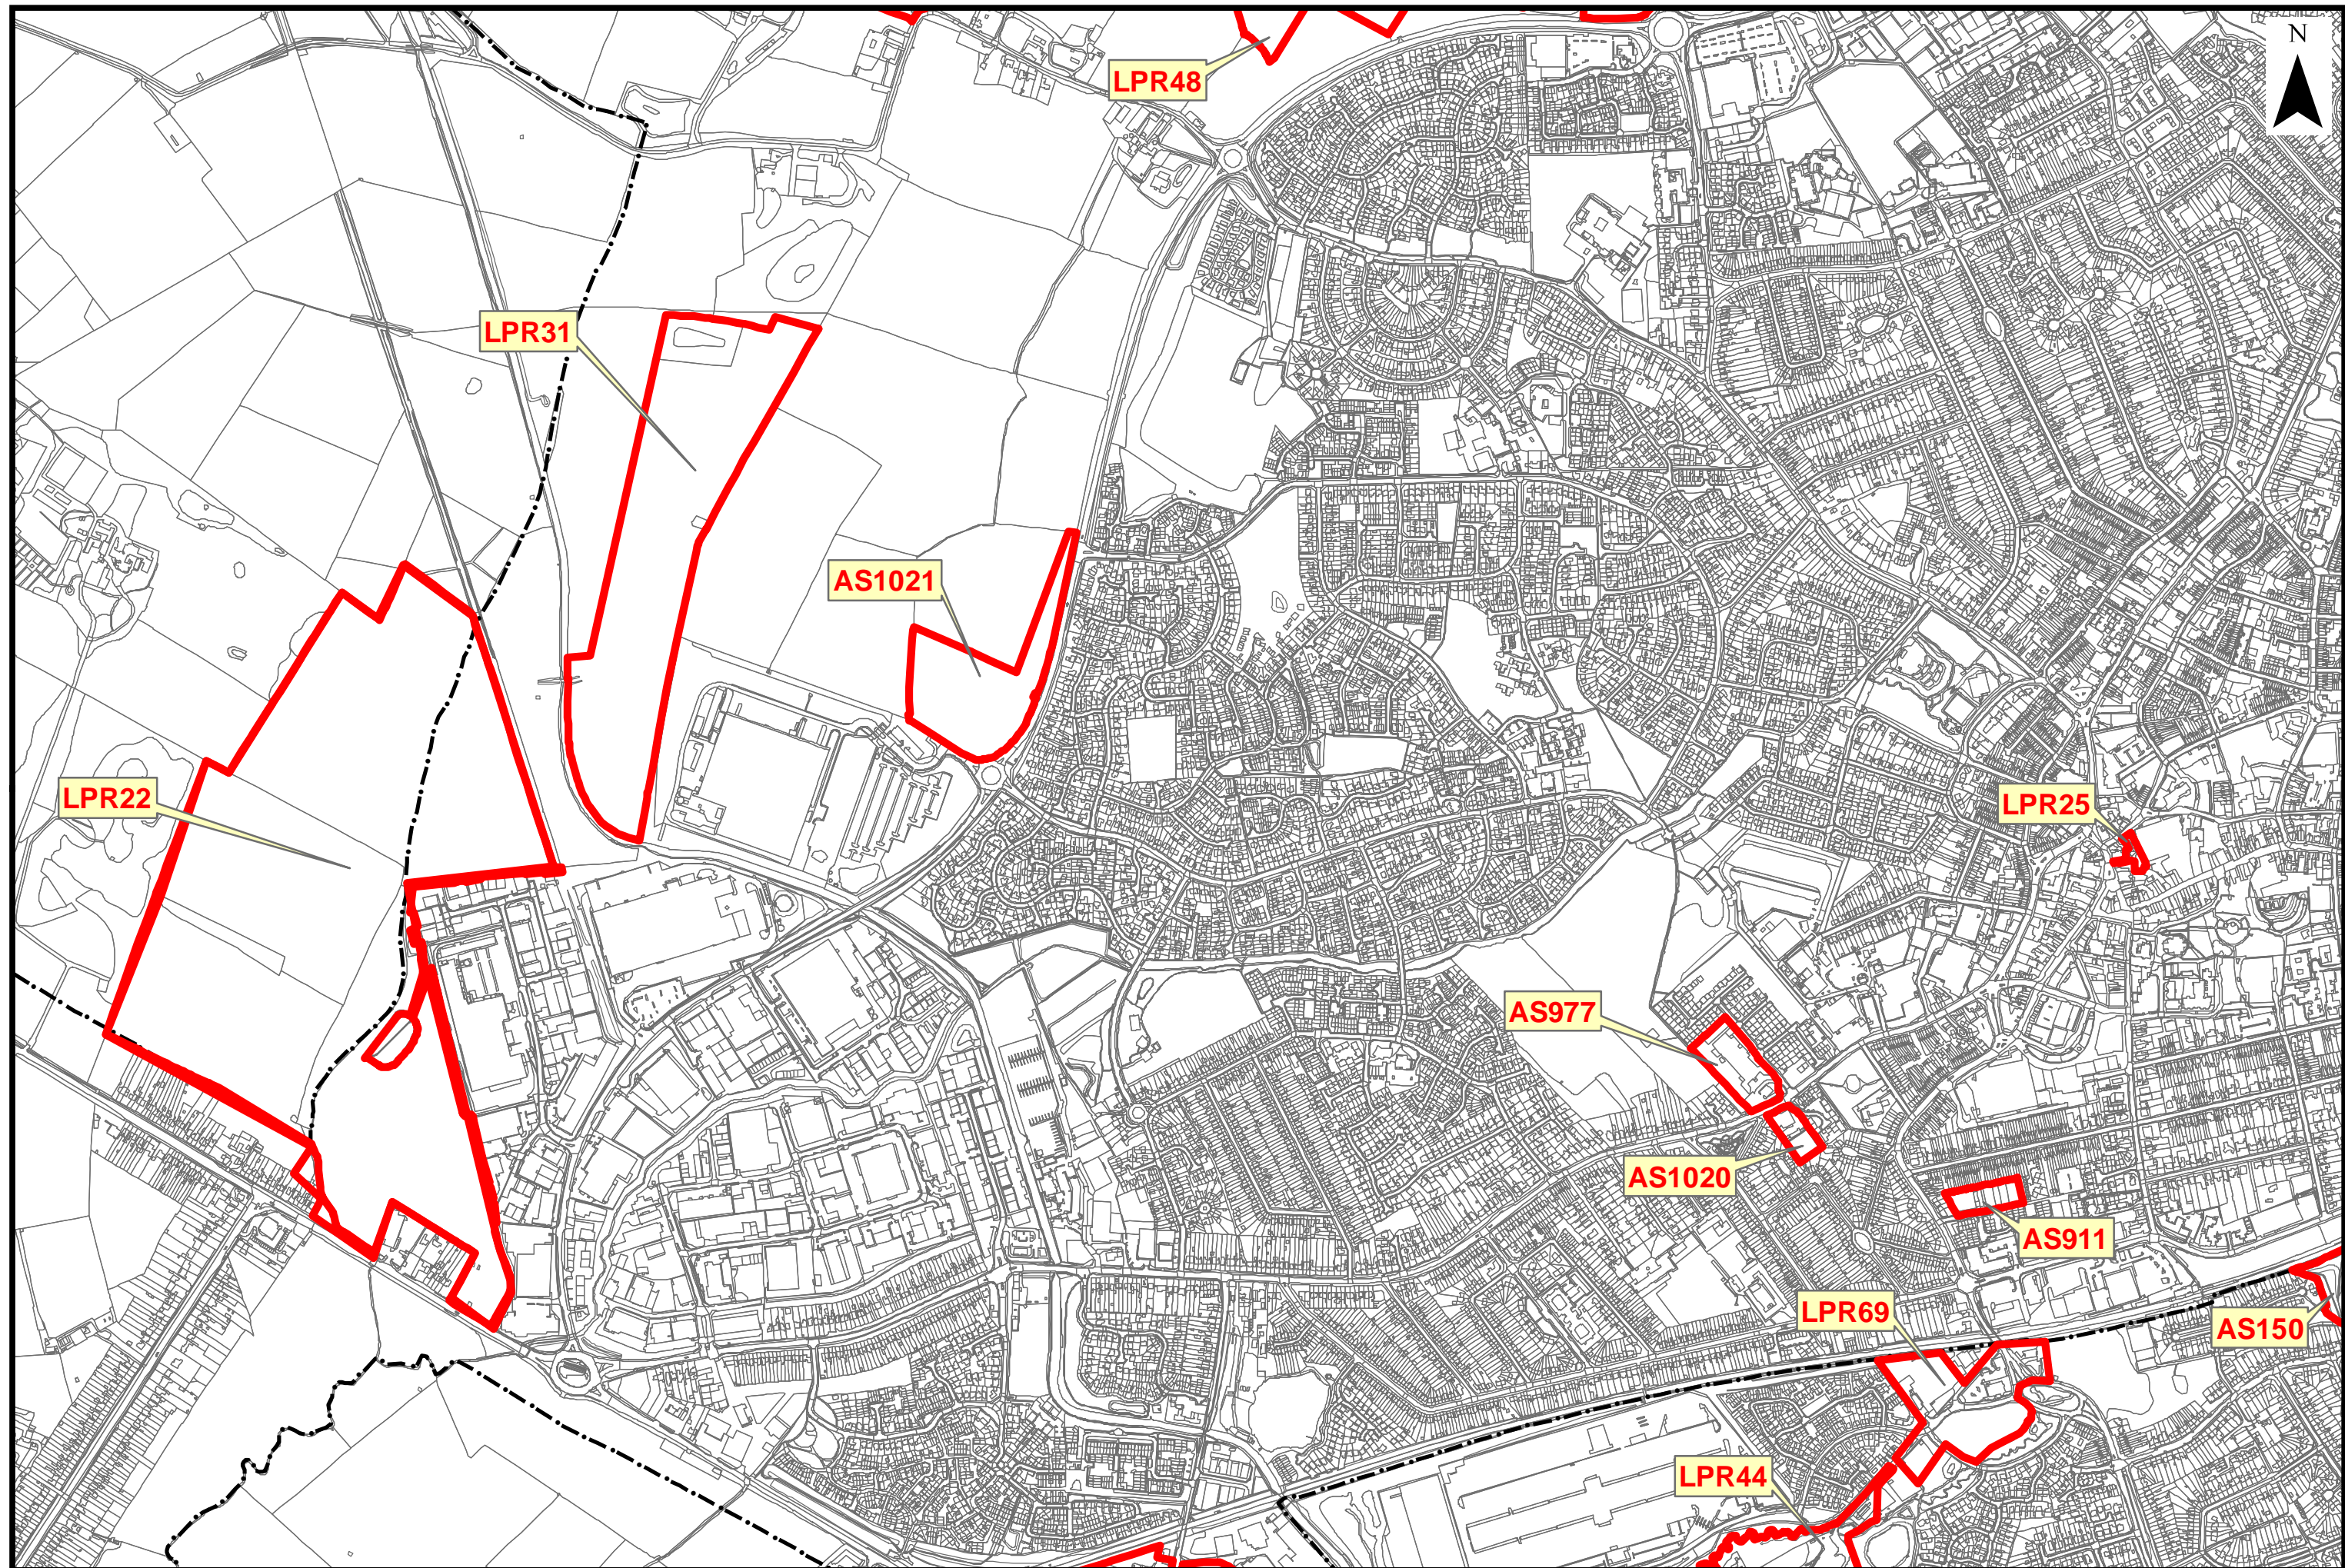 N
LPR48
LPR31
AS1021
LPR22
LPR25
AS977
AS1020
AS911
LPR69
AS150
LPR44